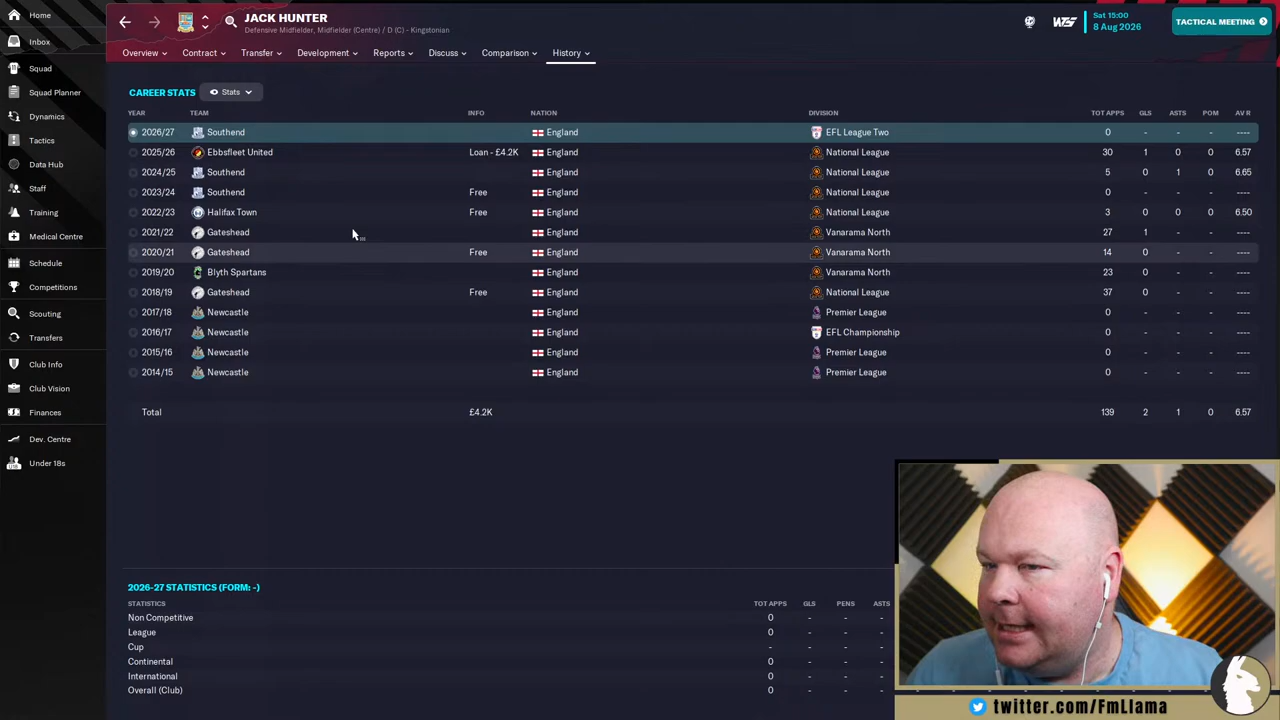 JACK HUNTER
Defensive Midfielder, Midfielder (Centre) / D (C) - Kingstonian
Sat 15:00
8 Aug 2026
TACTICAL MEETING
Home
Inbox
Squad
Squad Planner
Dynamics
Tactics
Data Hub
Staff
Training
Medical Centre
Schedule
Competitions
Scouting
Transfers
Club Info
Club Vision
Finances
Dev. Centre
Under 18s
Overview Contract Transfer Development Reports Discuss Comparison History
CAREER STATS Stats
YEAR TEAM INFO NATION DIVISION TOT APPS GLS ASTS POM AV R
2026/27 Southend England EFL League Two 0 - - - ----
2025/26 Ebbsfleet United Loan - £4.2K England National League 30 1 0 0 6.57
2024/25 Southend England National League 5 0 1 0 6.65
2023/24 Southend Free England National League 0 - - - ----
2022/23 Halifax Town Free England National League 3 0 0 0 6.50
2021/22 Gateshead England Vanarama North 27 1 - - ----
2020/21 Gateshead Free England Vanarama North 14 0 - - ----
2019/20 Blyth Spartans England Vanarama North 23 0 - - ----
2018/19 Gateshead Free England National League 37 0 - - ----
2017/18 Newcastle England Premier League 0 - - - ----
2016/17 Newcastle England EFL Championship 0 - - - ----
2015/16 Newcastle England Premier League 0 - - - ----
2014/15 Newcastle England Premier League 0 - - - ----
Total £4.2K 139 2 1 0 6.57
2026-27 STATISTICS (FORM: -)
STATISTICS TOT APPS GLS PENS ASTS
Non Competitive 0 - - -
League 0 - - -
Cup - - - -
Continental 0 - - -
International 0 - - -
Overall (Club) 0 - - -
twitter.com/FmLlama